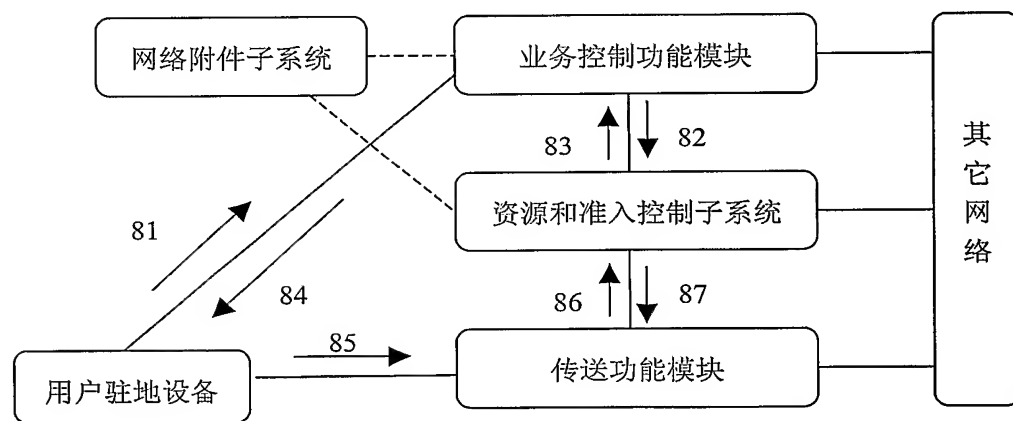 网络附件子系统
业务控制功能模块
83
82
其它网络
资源和准入控制子系统
81
84
86
87
85
用户驻地设备
传送功能模块